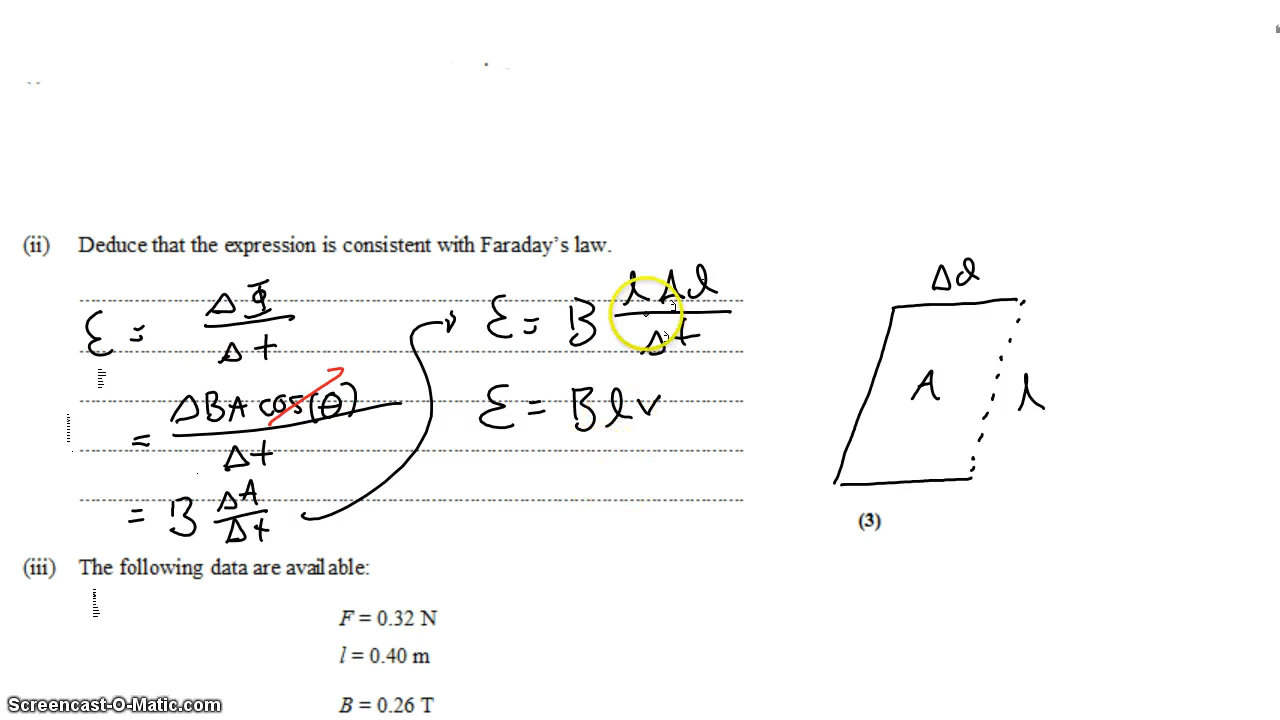 (ii) Deduce that the expression is consistent with Faraday's law.
ε = ΔΦ / Δt
= ΔBA cos(θ) / Δt
= B ΔA / Δt
ε = B l Δd / Δt
ε = Blv
Δd
A
l
(3)
(iii) The following data are available:
F = 0.32 N
l = 0.40 m
B = 0.26 T
Screencast-O-Matic.com